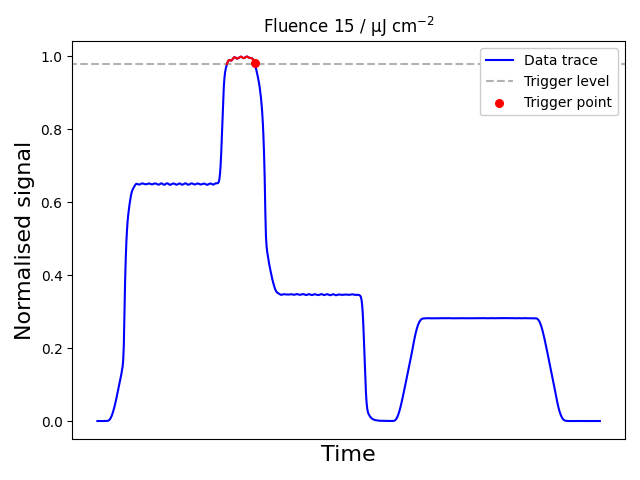 Fluence 15 / μJ cm⁻²
Normalised signal
1.0
0.8
0.6
0.4
0.2
0.0
Data trace
Trigger level
Trigger point
Time